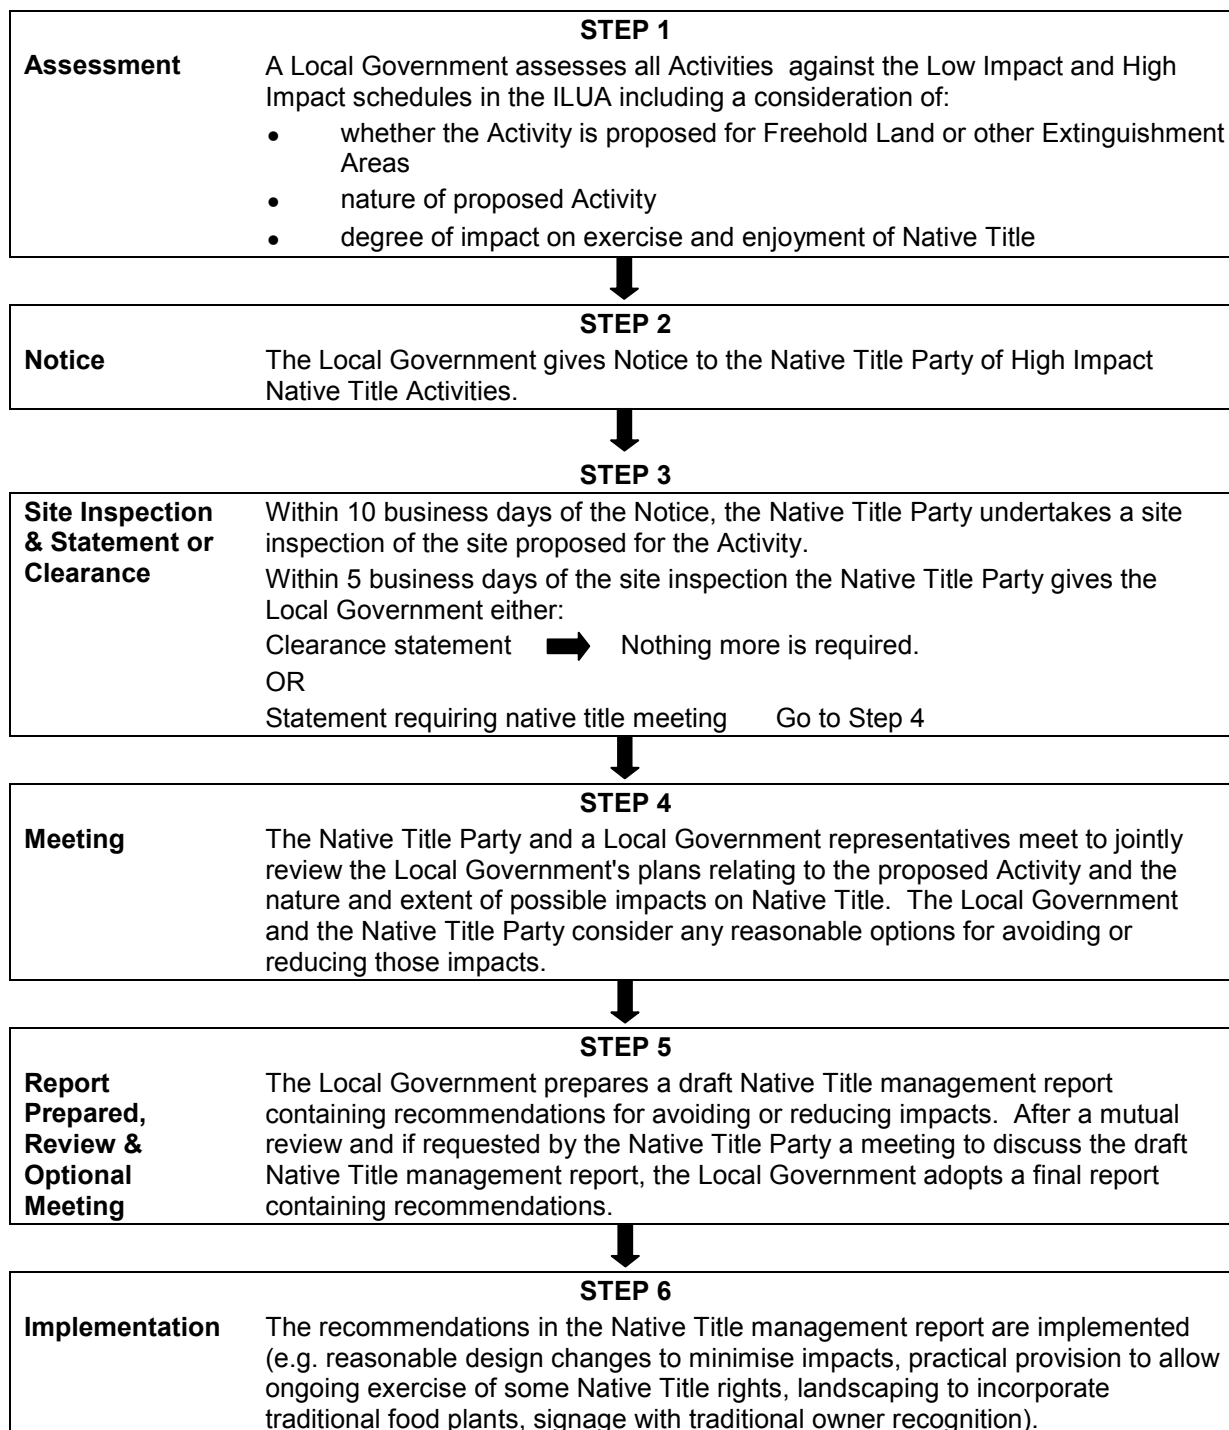 STEP 1
Assessment A Local Government assesses all Activities against the Low Impact and High
Impact schedules in the ILUA including a consideration of:
• whether the Activity is proposed for Freehold Land or other Extinguishment
Areas
• nature of proposed Activity
• degree of impact on exercise and enjoyment of Native Title
STEP 2
Notice The Local Government gives Notice to the Native Title Party of High Impact
Native Title Activities.
STEP 3
Site Inspection
& Statement or
Clearance
Within 10 business days of the Notice, the Native Title Party undertakes a site
inspection of the site proposed for the Activity.
Within 5 business days of the site inspection the Native Title Party gives the
Local Government either:
Clearance statement Nothing more is required.
OR
Statement requiring native title meeting Go to Step 4
STEP 4
Meeting The Native Title Party and a Local Government representatives meet to jointly
review the Local Government's plans relating to the proposed Activity and the
nature and extent of possible impacts on Native Title. The Local Government
and the Native Title Party consider any reasonable options for avoiding or
reducing those impacts.
STEP 5
Report
Prepared,
Review &
Optional
Meeting
The Local Government prepares a draft Native Title management report
containing recommendations for avoiding or reducing impacts. After a mutual
review and if requested by the Native Title Party a meeting to discuss the draft
Native Title management report, the Local Government adopts a final report
containing recommendations.
STEP 6
Implementation The recommendations in the Native Title management report are implemented
(e.g. reasonable design changes to minimise impacts, practical provision to allow
ongoing exercise of some Native Title rights, landscaping to incorporate
traditional food plants, signage with traditional owner recognition).